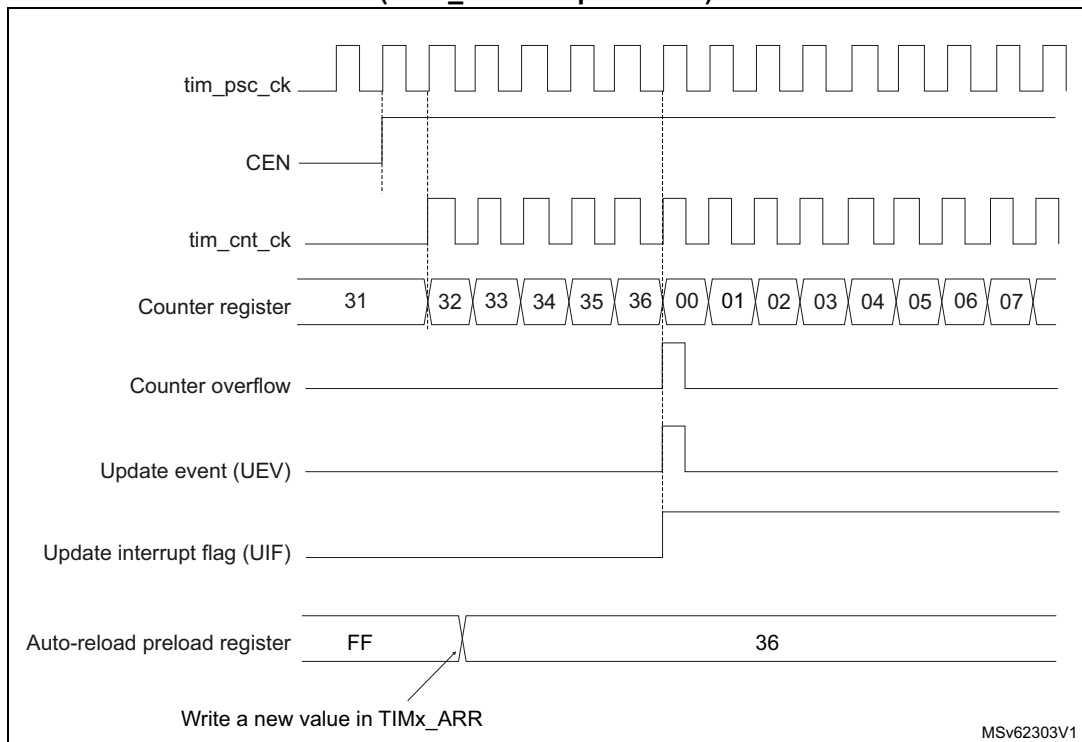 tim_psc_ck
CEN
tim_cnt_ck
Counter register 31 32 33 34 35 36 00 01 02 03 04 05 06 07
Counter overflow
Update event (UEV)
Update interrupt flag (UIF)
Auto-reload preload register FF 36
Write a new value in TIMx_ARR
MSv62303V1